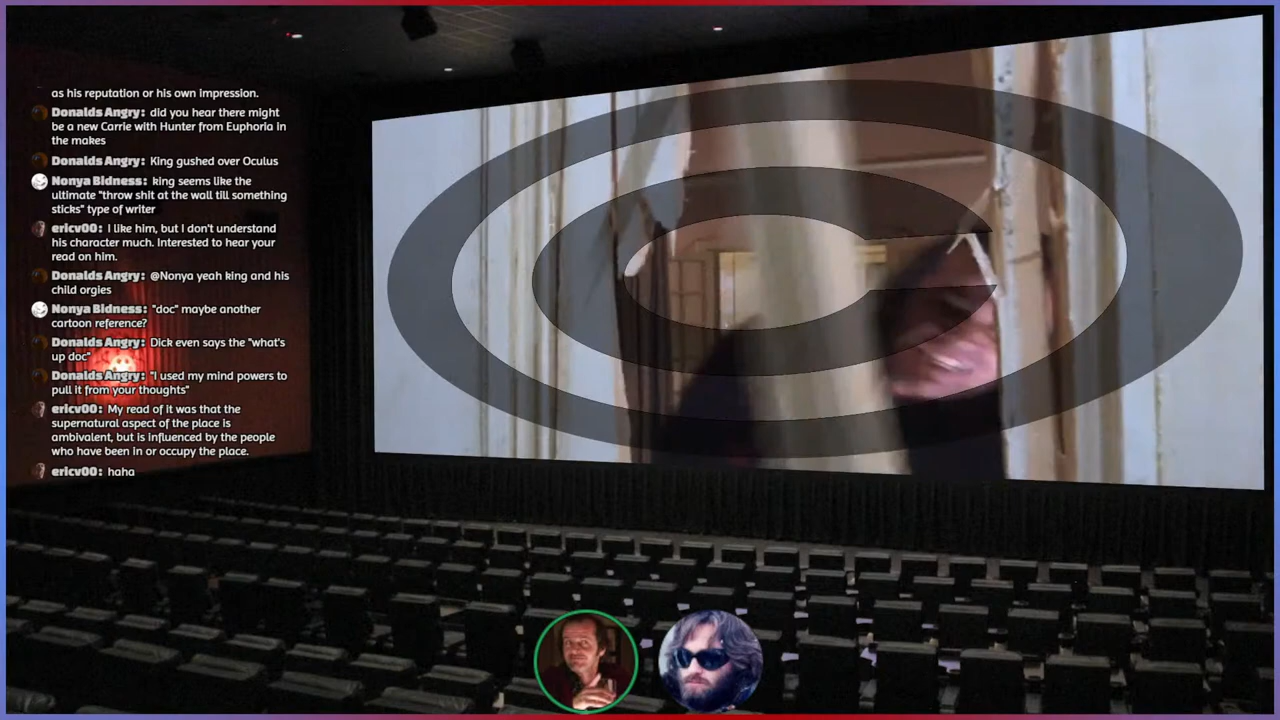 as his reputation or his own impression.
Donalds Angry: did you hear there might
be a new Carrie with Hunter from Euphoria in
the makes
Donalds Angry: King gushed over Oculus
Nonya Bidness: king seems like the
ultimate "throw shit at the wall till something
sticks" type of writer
ericv00: I like him, but I don't understand
his character much. Interested to hear your
read on him.
Donalds Angry: @Nonya yeah king and his
child orgies
Nonya Bidness: "doc" maybe another
cartoon reference?
Donalds Angry: Dick even says the "what's
up doc"
Donalds Angry: "I used my mind powers to
pull it from your thoughts"
ericv00: My read of it was that the
supernatural aspect of the place is
ambivalent, but is influenced by the people
who have been in or occupy the place.
ericv00: haha